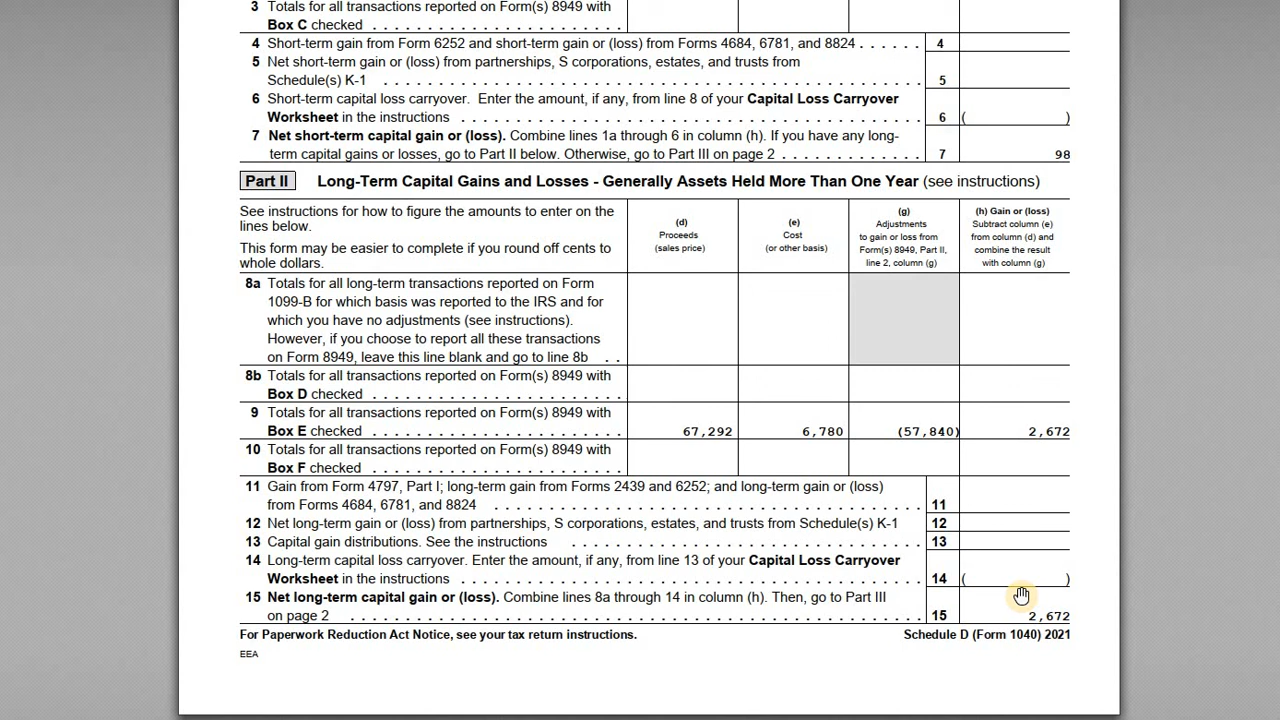 3 Totals for all transactions reported on Form(s) 8949 with
Box C checked . . . . . . . . . . . . . . . . . . . . . . .
4 Short-term gain from Form 6252 and short-term gain or (loss) from Forms 4684, 6781, and 8824 . . . . . . 4
5 Net short-term gain or (loss) from partnerships, S corporations, estates, and trusts from
Schedule(s) K-1 . . . . . . . . . . . . . . . . . . . . . . . 5
6 Short-term capital loss carryover. Enter the amount, if any, from line 8 of your Capital Loss Carryover
Worksheet in the instructions . . . . . . . . . . . . . . . . . . . . . . . 6 ( )
7 Net short-term capital gain or (loss). Combine lines 1a through 6 in column (h). If you have any long-
term capital gains or losses, go to Part II below. Otherwise, go to Part III on page 2 . . . . . . . . . . . . 7 98
Part II Long-Term Capital Gains and Losses - Generally Assets Held More Than One Year (see instructions)
See instructions for how to figure the amounts to enter on the
lines below.
This form may be easier to complete if you round off cents to
whole dollars.
(d)
Proceeds
(sales price)
(e)
Cost
(or other basis)
(g)
Adjustments
to gain or loss from
Form(s) 8949, Part II,
line 2, column (g)
(h) Gain or (loss)
Subtract column (e)
from column (d) and
combine the result
with column (g)
8a Totals for all long-term transactions reported on Form
1099-B for which basis was reported to the IRS and for
which you have no adjustments (see instructions).
However, if you choose to report all these transactions
on Form 8949, leave this line blank and go to line 8b . .
8b Totals for all transactions reported on Form(s) 8949 with
Box D checked . . . . . . . . . . . . . . . . . . . . . . .
9 Totals for all transactions reported on Form(s) 8949 with
Box E checked . . . . . . . . . . . . . . . . . . . . . . . 67,292 6,780 (57,840) 2,672
10 Totals for all transactions reported on Form(s) 8949 with
Box F checked . . . . . . . . . . . . . . . . . . . . . . .
11 Gain from Form 4797, Part I; long-term gain from Forms 2439 and 6252; and long-term gain or (loss)
from Forms 4684, 6781, and 8824 . . . . . . . . . . . . . . . . . . . . . . . 11
12 Net long-term gain or (loss) from partnerships, S corporations, estates, and trusts from Schedule(s) K-1 12
13 Capital gain distributions. See the instructions . . . . . . . . . . . . . . . . . . . . . . . 13
14 Long-term capital loss carryover. Enter the amount, if any, from line 13 of your Capital Loss Carryover
Worksheet in the instructions . . . . . . . . . . . . . . . . . . . . . . . 14 ( )
15 Net long-term capital gain or (loss). Combine lines 8a through 14 in column (h). Then, go to Part III
on page 2 . . . . . . . . . . . . . . . . . . . . . . . 15 2,672
For Paperwork Reduction Act Notice, see your tax return instructions. Schedule D (Form 1040) 2021
EEA